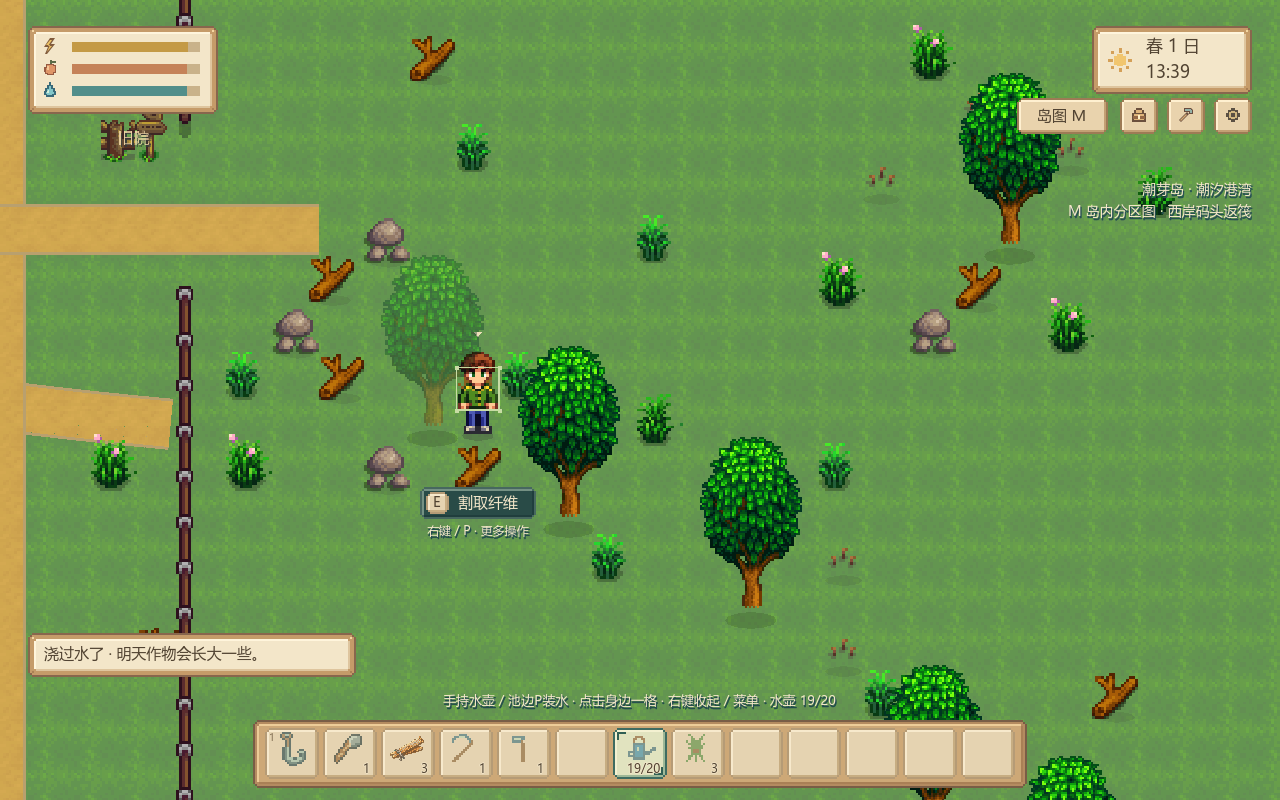 春 1 日
13:39
岛图 M
旧院
潮芽岛 · 潮汐港湾
M 岛内分区图 · 西岸码头返筏
E 割取纤维
右键 / P · 更多操作
浇过水了 · 明天作物会长大一些。
手持水壶 / 池边P装水 · 点击身边一格 · 右键收起 / 菜单 · 水壶 19/20
1
1
3
1
1
19/20
3